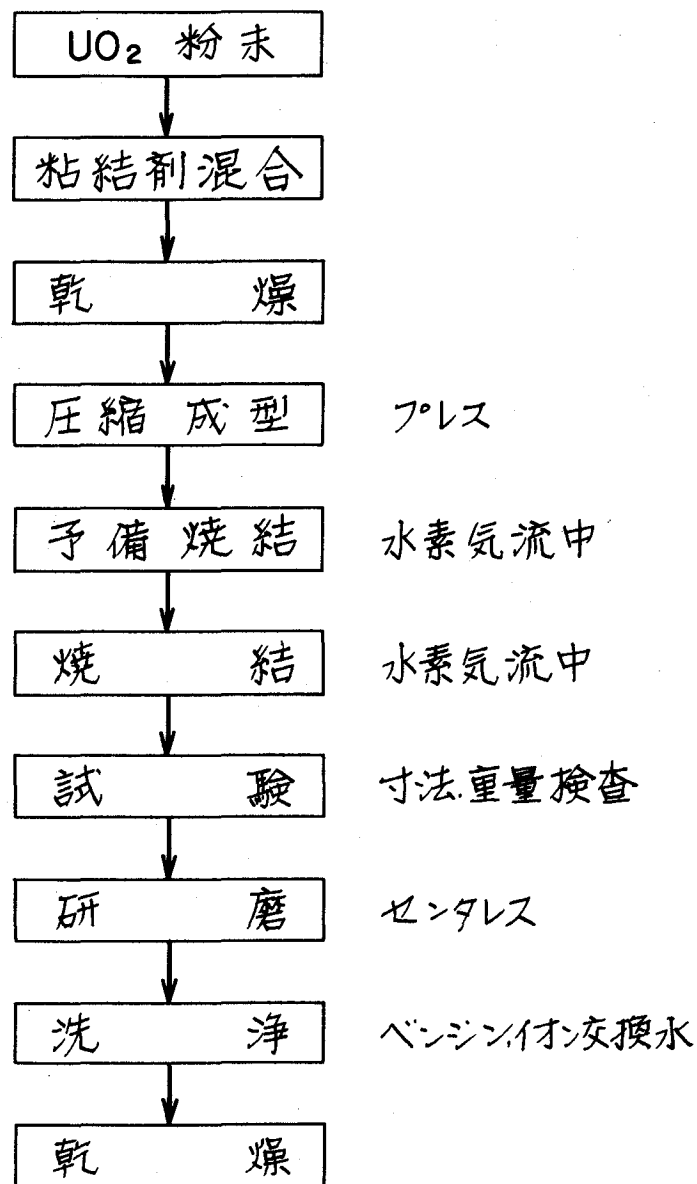 UO₂ 粉末
粘結剤混合
乾 燥
圧縮 成型 プレス
予備焼結 水素気流中
焼 結 水素気流中
試 験 寸法.重量検査
研 磨 センタレス
洗 浄 ベンジン,イオン交換水
乾 燥